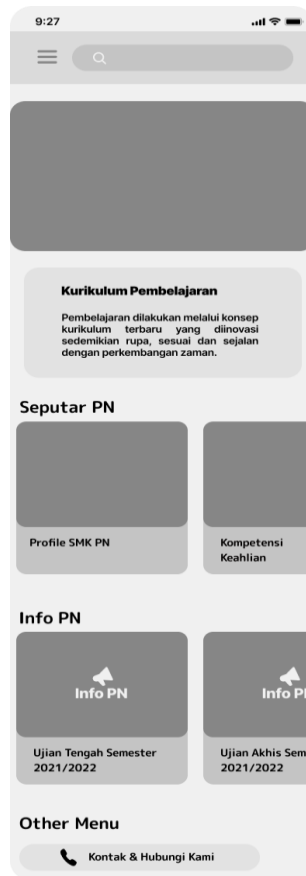 9:27
Kurikulum Pembelajaran
Pembelajaran dilakukan melalui konsep
kurikulum terbaru yang diinovasi
sedemikian rupa, sesuai dan sejalan
dengan perkembangan zaman.
Seputar PN
Profile SMK PN
Kompetensi
Keahlian
Info PN
Info PN
Info P
Ujian Tengah Semester
2021/2022
Ujian Akhis Sem
2021/2022
Other Menu
Kontak & Hubungi Kami